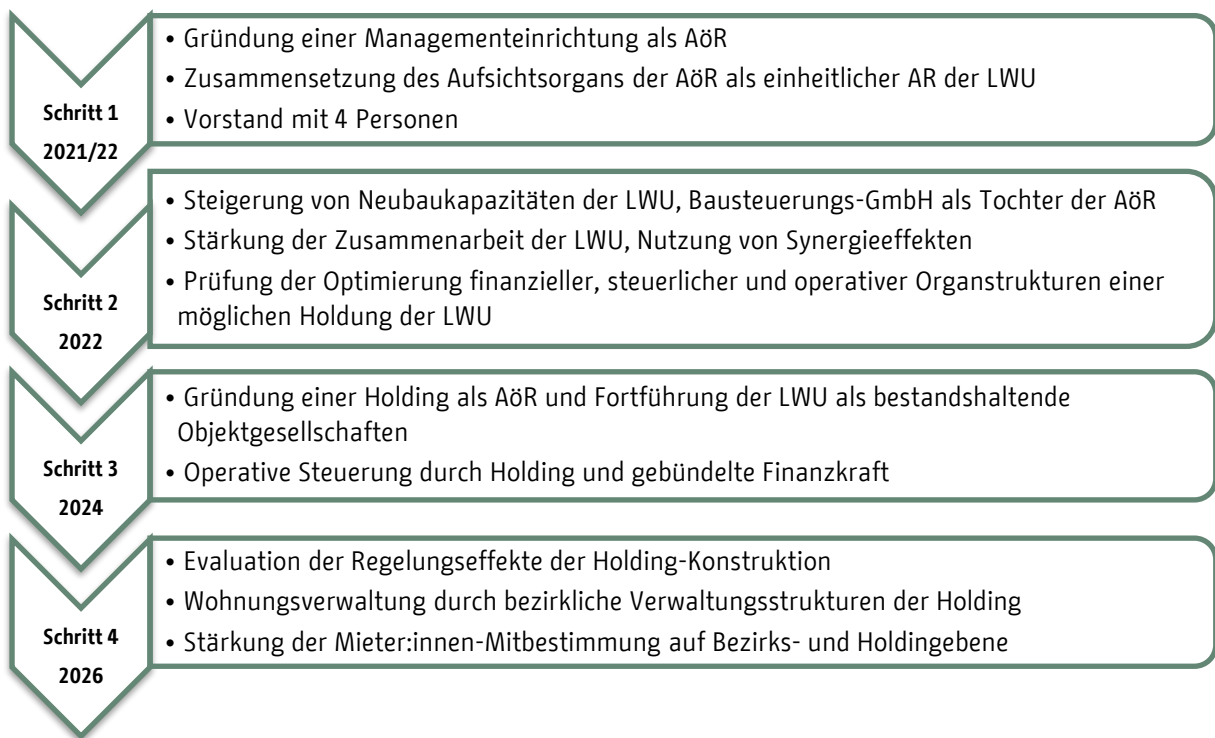 Schritt 1
2021/22
• Gründung einer Managementeinrichtung als AöR
• Zusammensetzung des Aufsichtsorgans der AöR als einheitlicher AR der LWU
• Vorstand mit 4 Personen
Schritt 2
2022
• Steigerung von Neubaukapazitäten der LWU, Bausteuerungs-GmbH als Tochter der AöR
• Stärkung der Zusammenarbeit der LWU, Nutzung von Synergieeffekten
• Prüfung der Optimierung finanzieller, steuerlicher und operativer Organstrukturen einer
möglichen Holdung der LWU
Schritt 3
2024
• Gründung einer Holding als AöR und Fortführung der LWU als bestandshaltende
Objektgesellschaften
• Operative Steuerung durch Holding und gebündelte Finanzkraft
Schritt 4
2026
• Evaluation der Regelungseffekte der Holding-Konstruktion
• Wohnungsverwaltung durch bezirkliche Verwaltungsstrukturen der Holding
• Stärkung der Mieter:innen-Mitbestimmung auf Bezirks- und Holdingebene